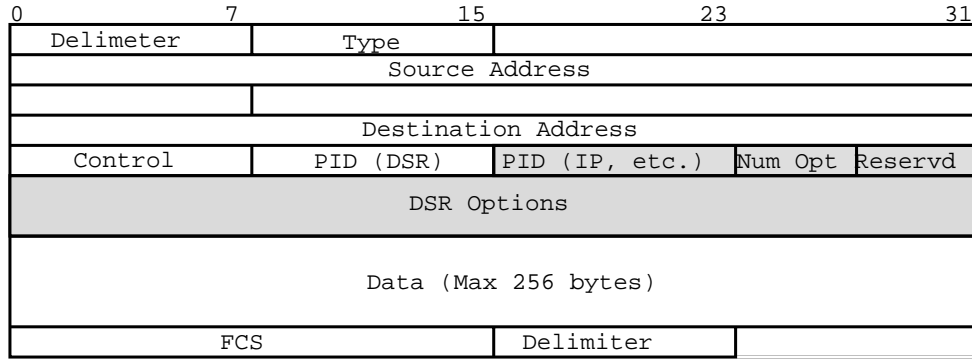 0 7 15 23 31
Delimeter Type
Source Address
Destination Address
Control PID (DSR) PID (IP, etc.) Num Opt Reservd
DSR Options
Data (Max 256 bytes)
FCS Delimiter